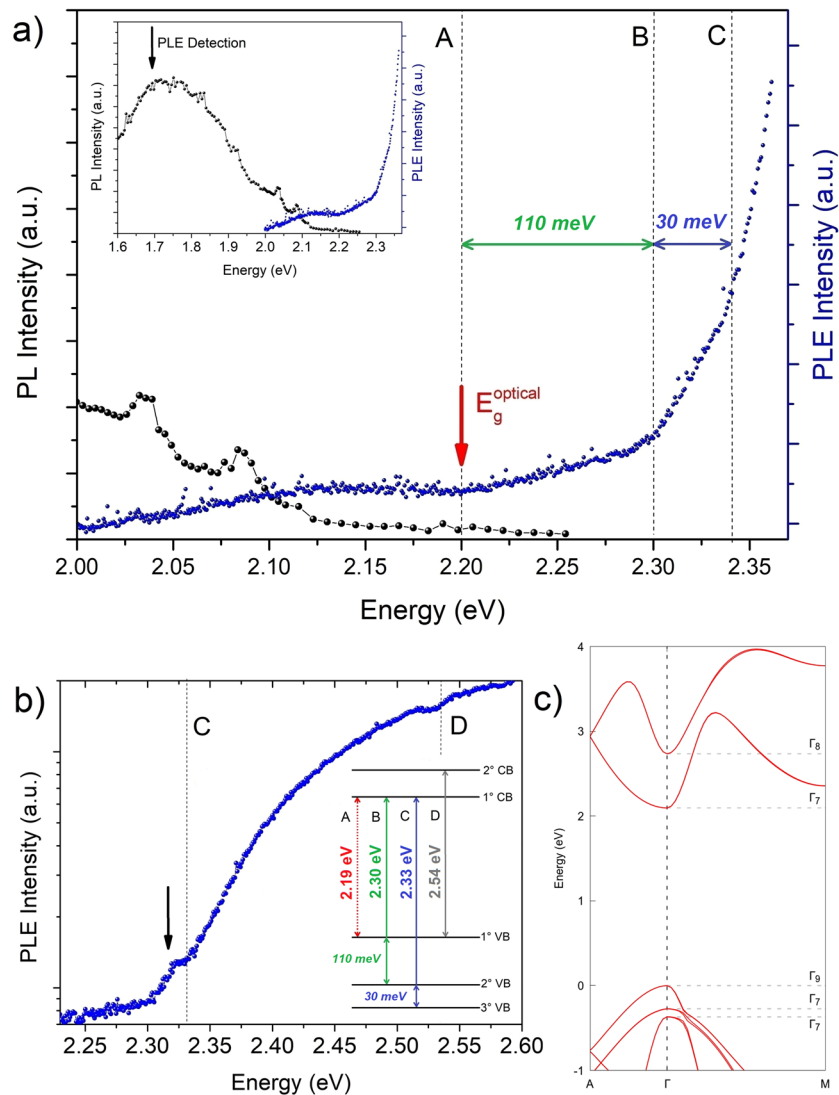 a)
PLE Detection
PL Intensity (a.u.)
PLE Intensity (a.u.)
1.6 1.7 1.8 1.9 2.0 2.1 2.2 2.3
Energy (eV)
A B C
110 meV 30 meV
E_g^optical
PL Intensity (a.u.)
PLE Intensity (a.u.)
2.00 2.05 2.10 2.15 2.20 2.25 2.30 2.35
Energy (eV)
b)
C D
PLE Intensity (a.u.)
2° CB
1° CB
A B C D
2.19 eV
2.30 eV
2.33 eV
2.54 eV
1° VB
110 meV
2° VB
30 meV
3° VB
2.25 2.30 2.35 2.40 2.45 2.50 2.55 2.60
Energy (eV)
c)
Energy (eV)
4
3
2
1
0
-1
Γ8
Γ7
Γ9
Γ7
Γ7
A Γ M